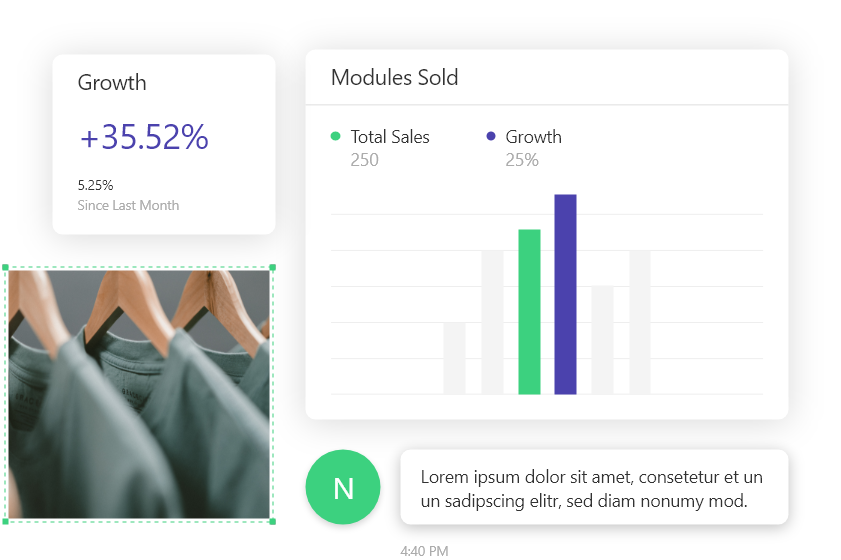 Growth
+35.52%
5.25%
Since Last Month
Modules Sold
Total Sales
250
Growth
25%
N
Lorem ipsum dolor sit amet, consetetur et un
un sadipscing elitr, sed diam nonumy mod.
4:40 PM